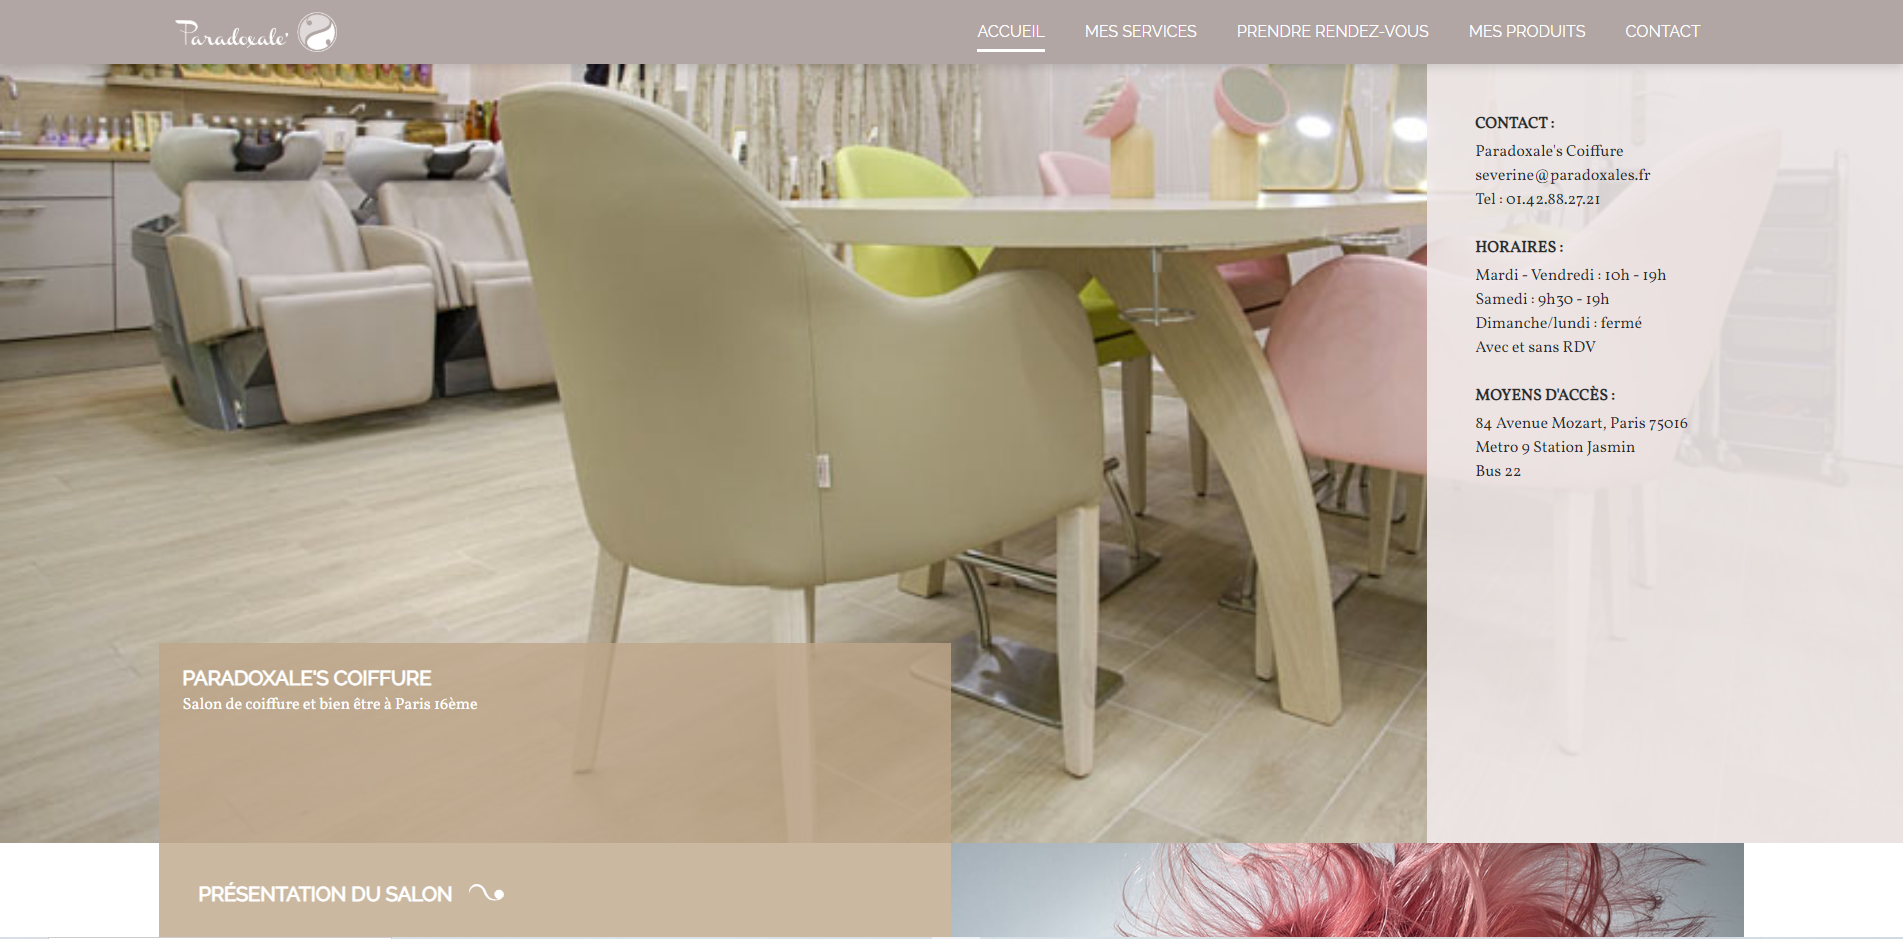 Paradoxale'
ACCUEIL
MES SERVICES
PRENDRE RENDEZ-VOUS
MES PRODUITS
CONTACT
CONTACT :
Paradoxale's Coiffure
severine@paradoxales.fr
Tel : 01.42.88.27.21
HORAIRES :
Mardi - Vendredi : 10h - 19h
Samedi : 9h30 - 19h
Dimanche/lundi : fermé
Avec et sans RDV
MOYENS D'ACCÈS :
84 Avenue Mozart, Paris 75016
Metro 9 Station Jasmin
Bus 22
PARADOXALE'S COIFFURE
Salon de coiffure et bien être à Paris 16ème
PRÉSENTATION DU SALON